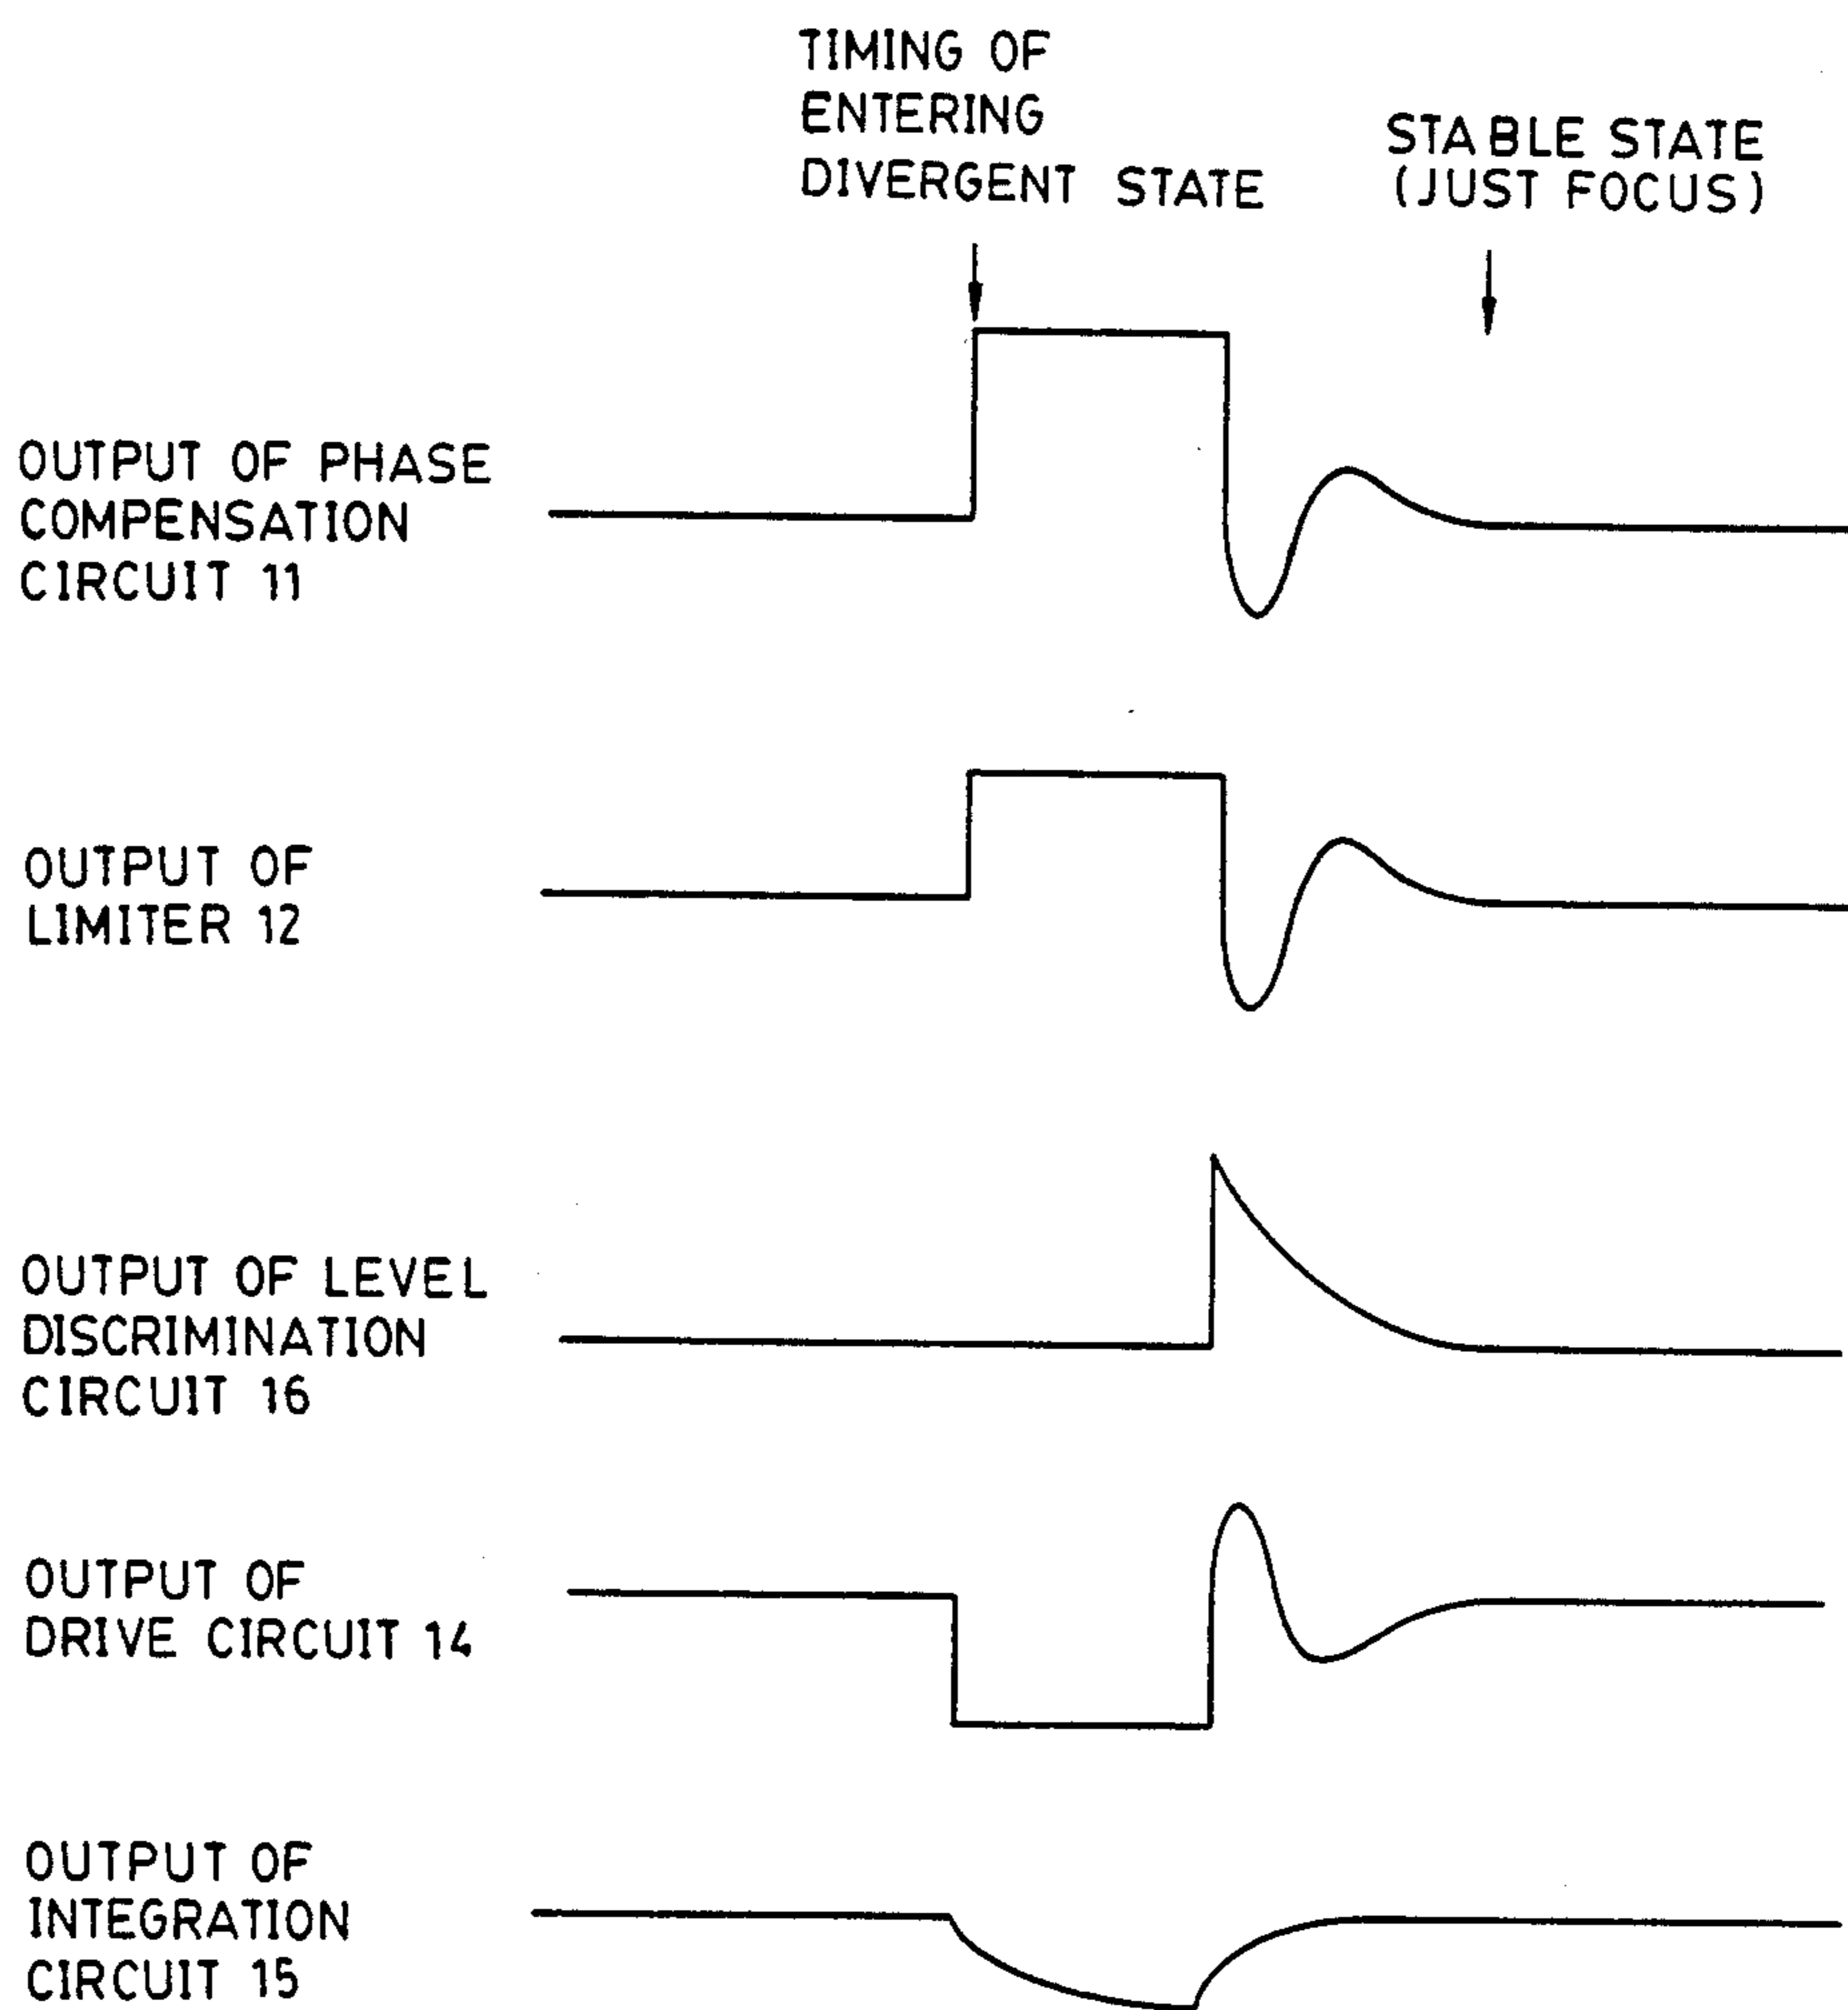 TIMING OF
ENTERING
DIVERGENT STATE
STABLE STATE
(JUST FOCUS)
OUTPUT OF PHASE
COMPENSATION
CIRCUIT 11
OUTPUT OF
LIMITER 12
OUTPUT OF LEVEL
DISCRIMINATION
CIRCUIT 16
OUTPUT OF
DRIVE CIRCUIT 14
OUTPUT OF
INTEGRATION
CIRCUIT 15